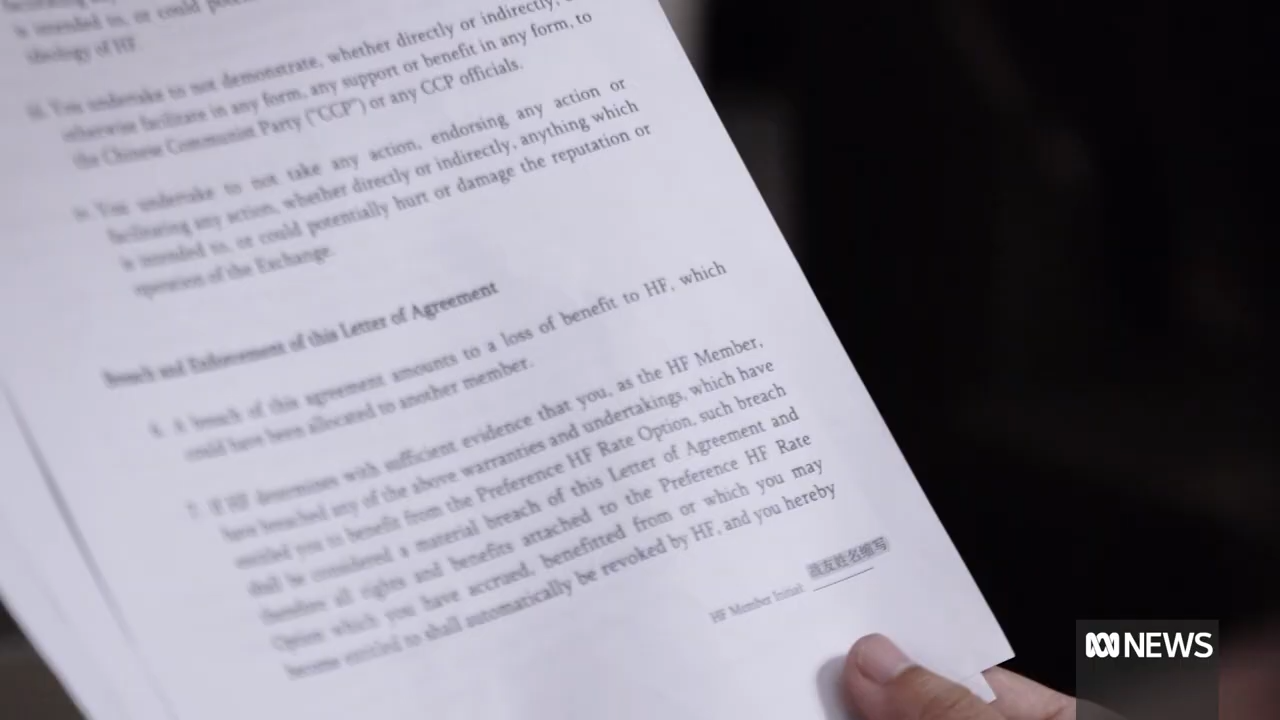 is intended to, or could
ideology of HF.
iii. You undertake to not demonstrate, whether directly or indirectly,
otherwise facilitate in any form, any support or benefit in any form, to
the Chinese Communist Party ("CCP") or any CCP officials.
You undertake to not take any action, endorsing any action or
facilitating any action, whether directly or indirectly, anything which
is intended to, or could potentially hurt or damage the reputation or
operation of the Exchange.
Breach and Enforcement of this Letter of Agreement
6. A breach of this agreement amounts to a loss of benefit to HF, which
could have been allocated to another member.
7. If HF determines with sufficient evidence that you, as the HF Member,
have breached any of the above warranties and undertakings, which have
entitled you to benefit from the Preference HF Rate Option, such breach
shall be considered a material breach of this Letter of Agreement and
therefore all rights and benefits attached to the Preference HF Rate
Option which you have accrued, benefitted from or which you may
become entitled to shall automatically be revoked by HF, and you hereby
HF Member Initial: 战友姓名缩写
NEWS